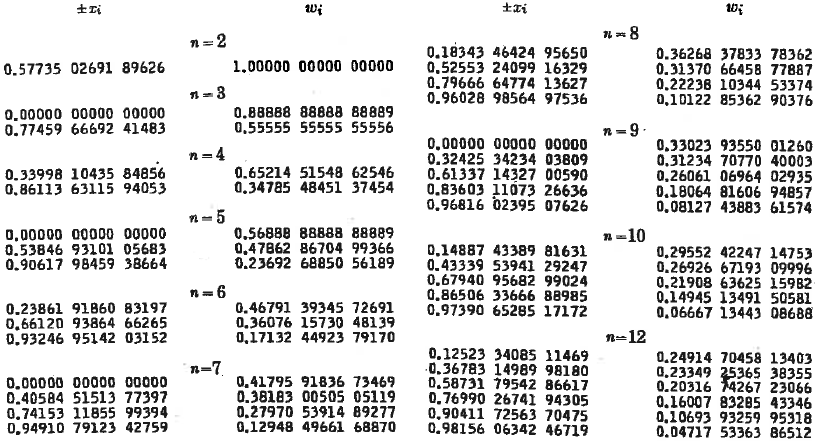 ±xi wi
n=2
0.57735 02691 89626 1.00000 00000 00000
n=3
0.00000 00000 00000 0.88888 88888 88889
0.77459 66692 41483 0.55555 55555 55556
n=4
0.33998 10435 84856 0.65214 51548 62546
0.86113 63115 94053 0.34785 48451 37454
n=5
0.00000 00000 00000 0.56888 88888 88889
0.53846 93101 05683 0.47862 86704 99366
0.90617 98459 38664 0.23692 68850 56189
n=6
0.23861 91860 83197 0.46791 39345 72691
0.66120 93864 66265 0.36076 15730 48139
0.93246 95142 03152 0.17132 44923 79170
n=7
0.00000 00000 00000 0.41795 91836 73469
0.40584 51513 77397 0.38183 00505 05119
0.74153 11855 99394 0.27970 53914 89277
0.94910 79123 42759 0.12948 49661 68870
±xi wi
n=8
0.18343 46424 95650 0.36268 37833 78362
0.52553 24099 16329 0.31370 66458 77887
0.79666 64774 13627 0.22238 10344 53374
0.96028 98564 97536 0.10122 85362 90376
n=9
0.00000 00000 00000 0.33023 93550 01260
0.32425 34234 03809 0.31234 70770 40003
0.61337 14327 00590 0.26061 06964 02935
0.83603 11073 26636 0.18064 81606 94857
0.96816 02395 07626 0.08127 43883 61574
n=10
0.14887 43389 81631 0.29552 42247 14753
0.43339 53941 29247 0.26926 67193 09996
0.67940 95682 99024 0.21908 63625 15982
0.86506 33666 88985 0.14945 13491 50581
0.97390 65285 17172 0.06667 13443 08688
n=12
0.12523 34085 11469 0.24914 70458 13403
0.36783 14989 98180 0.23349 25365 38355
0.58731 79542 86617 0.20316 74267 23066
0.76990 26741 94305 0.16007 83285 43346
0.90411 72563 70475 0.10693 93259 95318
0.98156 06342 46719 0.04717 53363 86512